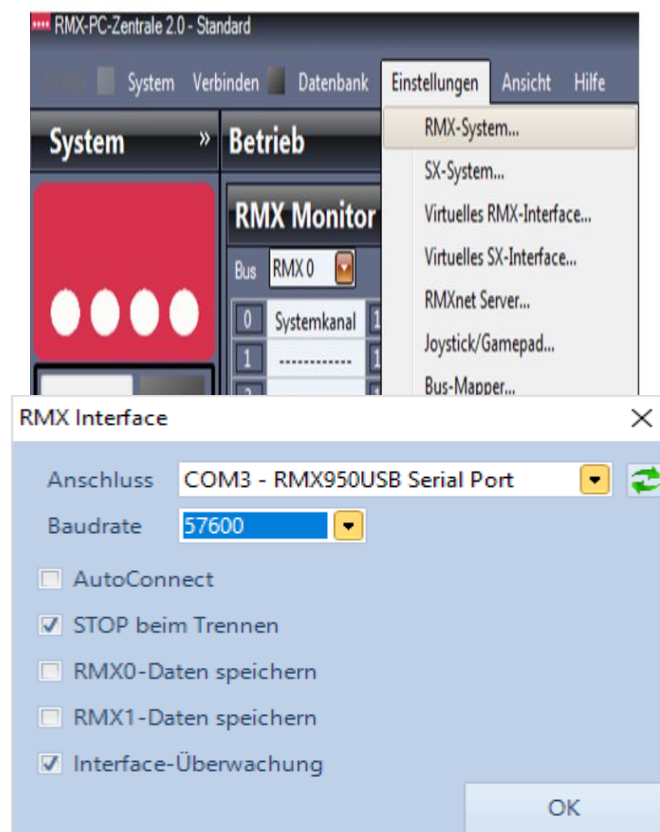 RMX-PC-Zentrale 2.0 - Standard
System Verbinden Datenbank Einstellungen Ansicht Hilfe
System » Betrieb
RMX-System...
SX-System...
Virtuelles RMX-Interface...
Virtuelles SX-Interface...
RMXnet Server...
Joystick/Gamepad...
Bus-Mapper...
RMX Monitor
Bus RMX 0
0 Systemkanal 1
1 ------------ 1
RMX Interface
Anschluss COM3 - RMX950USB Serial Port
Baudrate 57600
AutoConnect
STOP beim Trennen
RMX0-Daten speichern
RMX1-Daten speichern
Interface-Überwachung
OK